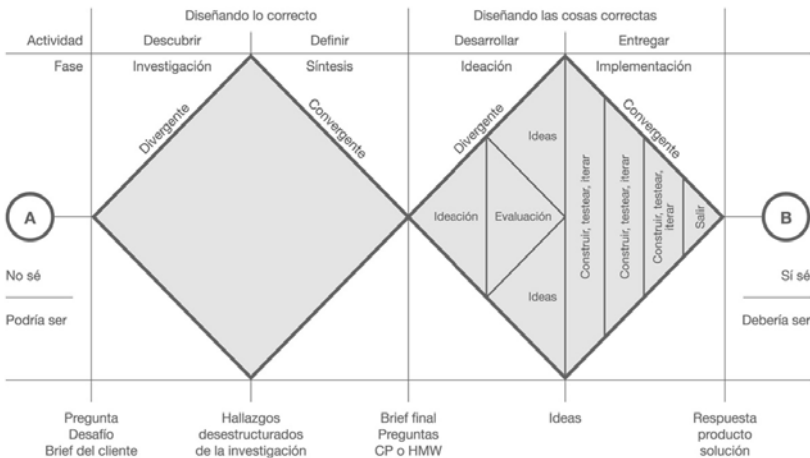 Diseñando lo correcto
Diseñando las cosas correctas
Actividad
Descubrir
Definir
Desarrollar
Entregar
Fase
Investigación
Síntesis
Ideación
Implementación
Divergente
Convergente
Divergente
Convergente
A
Ideas
Ideación
Evaluación
Ideas
Construir, testear, iterar
Construir, testear, iterar
Construir, testear,
iterar
Salir
B
No sé
Podría ser
Sí sé
Debería ser
Pregunta
Desafío
Brief del cliente
Hallazgos
desestructurados
de la investigación
Brief final
Preguntas
CP o HMW
Ideas
Respuesta
producto
solución